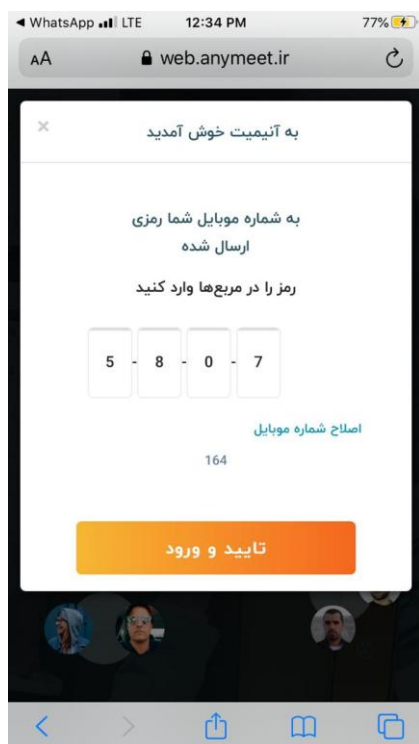 ◀ WhatsApp LTE 12:34 PM 77%
AA web.anymeet.ir
×
به آنیمیت خوش آمدید
به شماره موبایل شما رمزی
ارسال شده
رمز را در مربع‌ها وارد کنید
5 - 8 - 0 - 7
اصلاح شماره موبایل
164
تایید و ورود